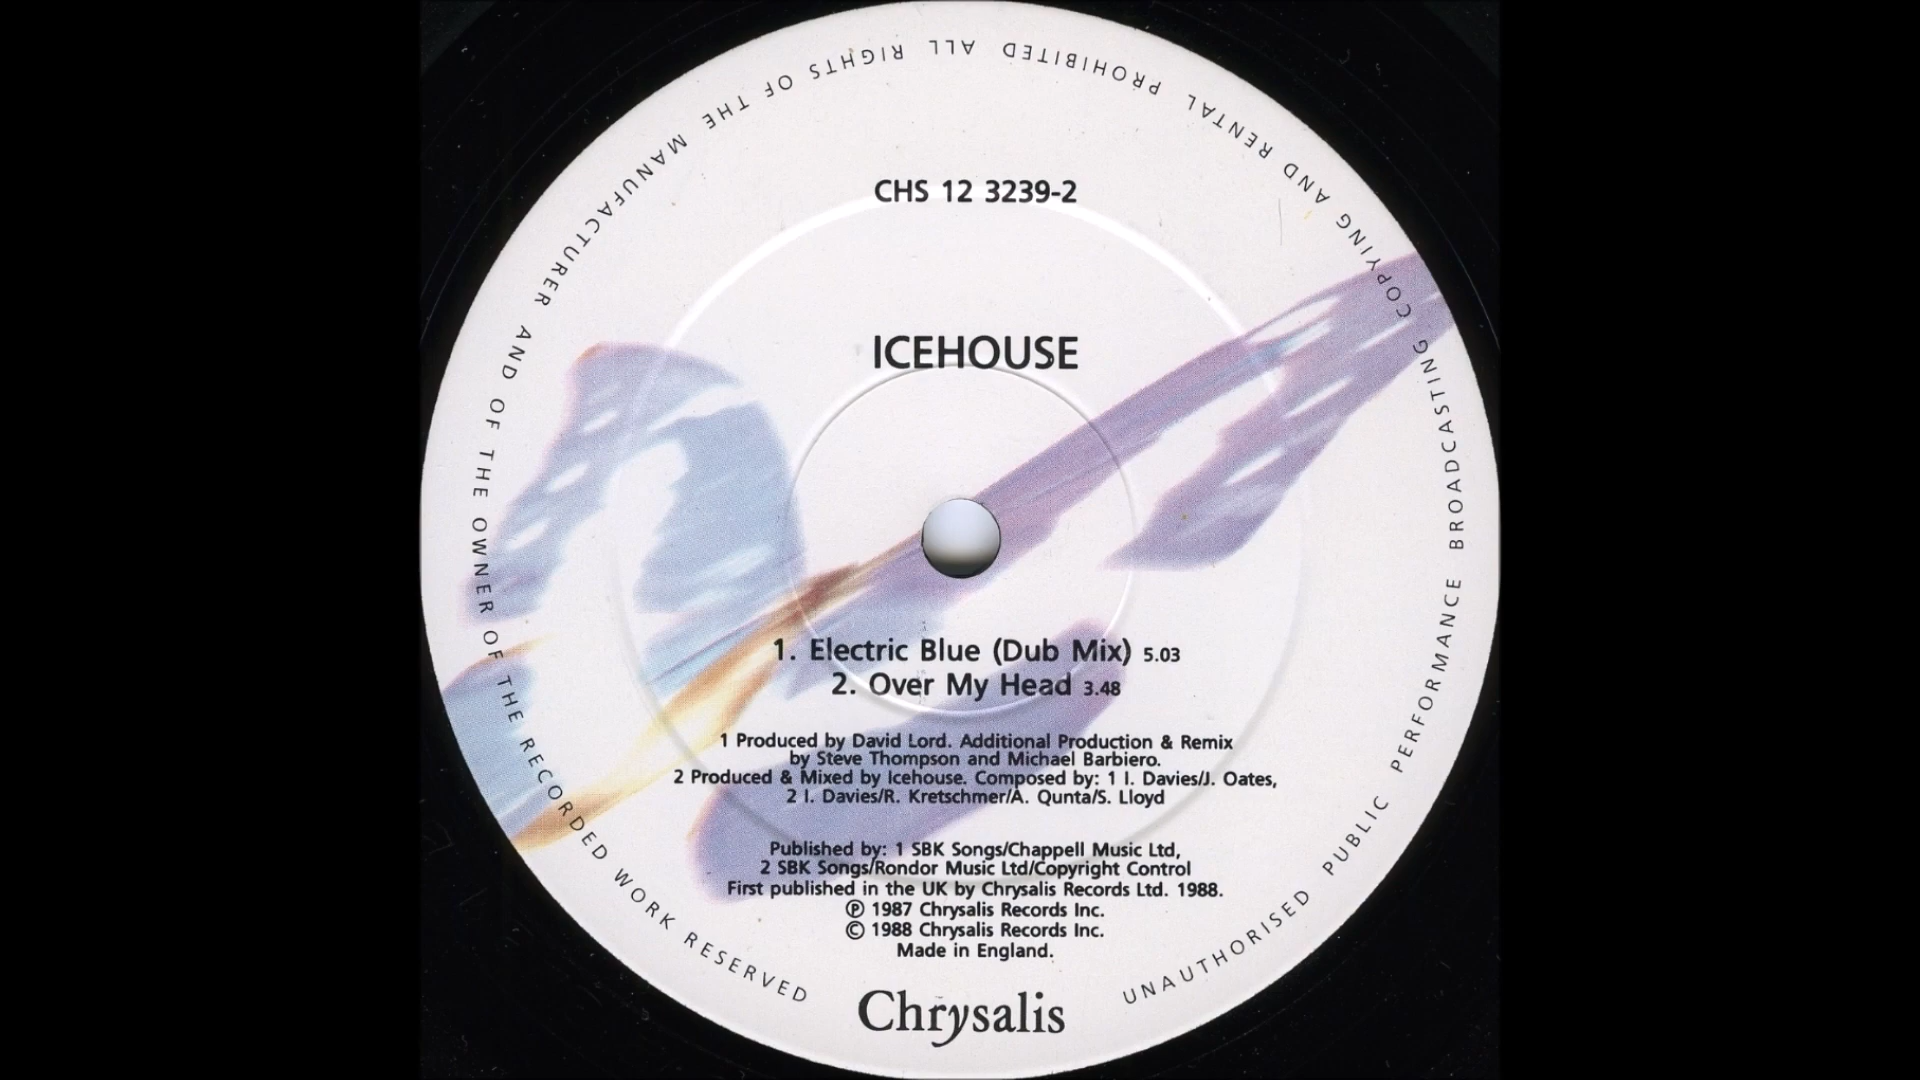 CHS 12 3239-2
ICEHOUSE
1. Electric Blue (Dub Mix) 5.03
2. Over My Head 3.48
1 Produced by David Lord. Additional Production & Remix
by Steve Thompson and Michael Barbiero.
2 Produced & Mixed by Icehouse. Composed by: 1 I. Davies/J. Oates,
2 I. Davies/R. Kretschmer/A. Qunta/S. Lloyd
Published by: 1 SBK Songs/Chappell Music Ltd,
2 SBK Songs/Rondor Music Ltd/Copyright Control
First published in the UK by Chrysalis Records Ltd. 1988.
Ⓟ 1987 Chrysalis Records Inc.
© 1988 Chrysalis Records Inc.
Made in England.
Chrysalis
UNAUTHORISED PUBLIC PERFORMANCE BROADCASTING COPYING AND RENTAL PROHIBITED ALL RIGHTS OF THE MANUFACTURER AND OF THE OWNER OF THE RECORDED WORK RESERVED